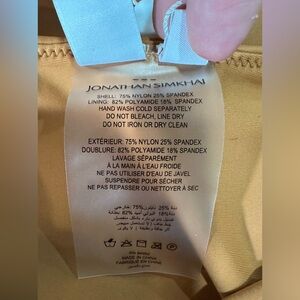 JONATHAN SIMKHAI
SHELL: 75% NYLON 25% SPANDEX
LINING: 82% POLYAMIDE 18% SPANDEX
HAND WASH COLD SEPARATELY
DO NOT BLEACH, LINE DRY
DO NOT IRON OR DRY CLEAN
EXTÉRIEUR: 75% NYLON 25% SPANDEX
DOUBLURE: 82% POLYAMIDE 18% SPANDEX
LAVAGE SÉPARÉMENT
À LA MAIN À L'EAU FROIDE
NE PAS UTILISER D'EAU DE JAVEL
SUSPENDRE POUR SÉCHER
NE PAS REPASSER OU NETTOYER À SEC
MADE IN CHINA
FABRIQUÉ EN CHINE